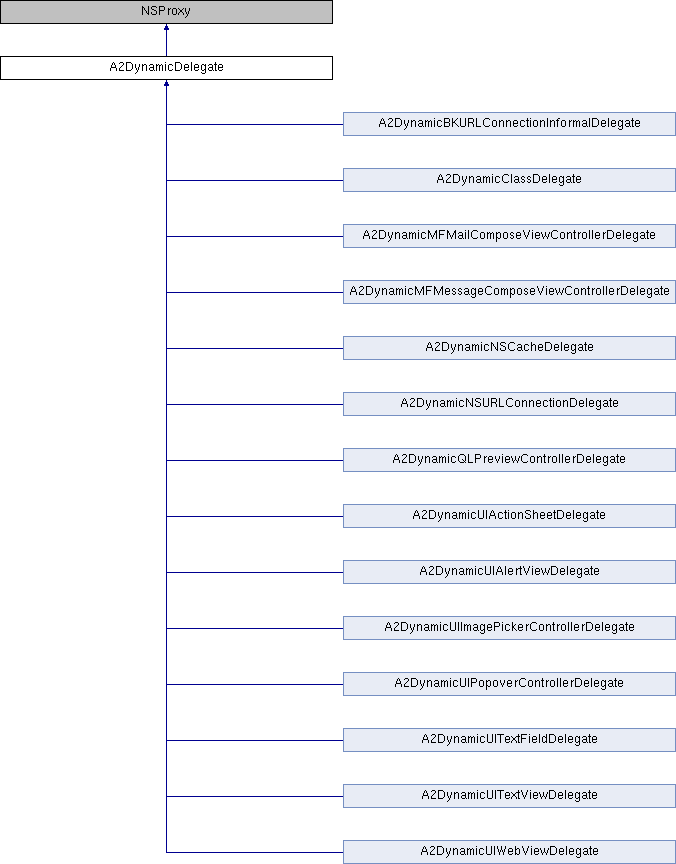 NSProxy
A2DynamicDelegate
A2DynamicBKURLConnectionInformalDelegate
A2DynamicClassDelegate
A2DynamicMFMailComposeViewControllerDelegate
A2DynamicMFMessageComposeViewControllerDelegate
A2DynamicNSCacheDelegate
A2DynamicNSURLConnectionDelegate
A2DynamicQLPreviewControllerDelegate
A2DynamicUIActionSheetDelegate
A2DynamicUIAlertViewDelegate
A2DynamicUIImagePickerControllerDelegate
A2DynamicUIPopoverControllerDelegate
A2DynamicUITextFieldDelegate
A2DynamicUITextViewDelegate
A2DynamicUIWebViewDelegate